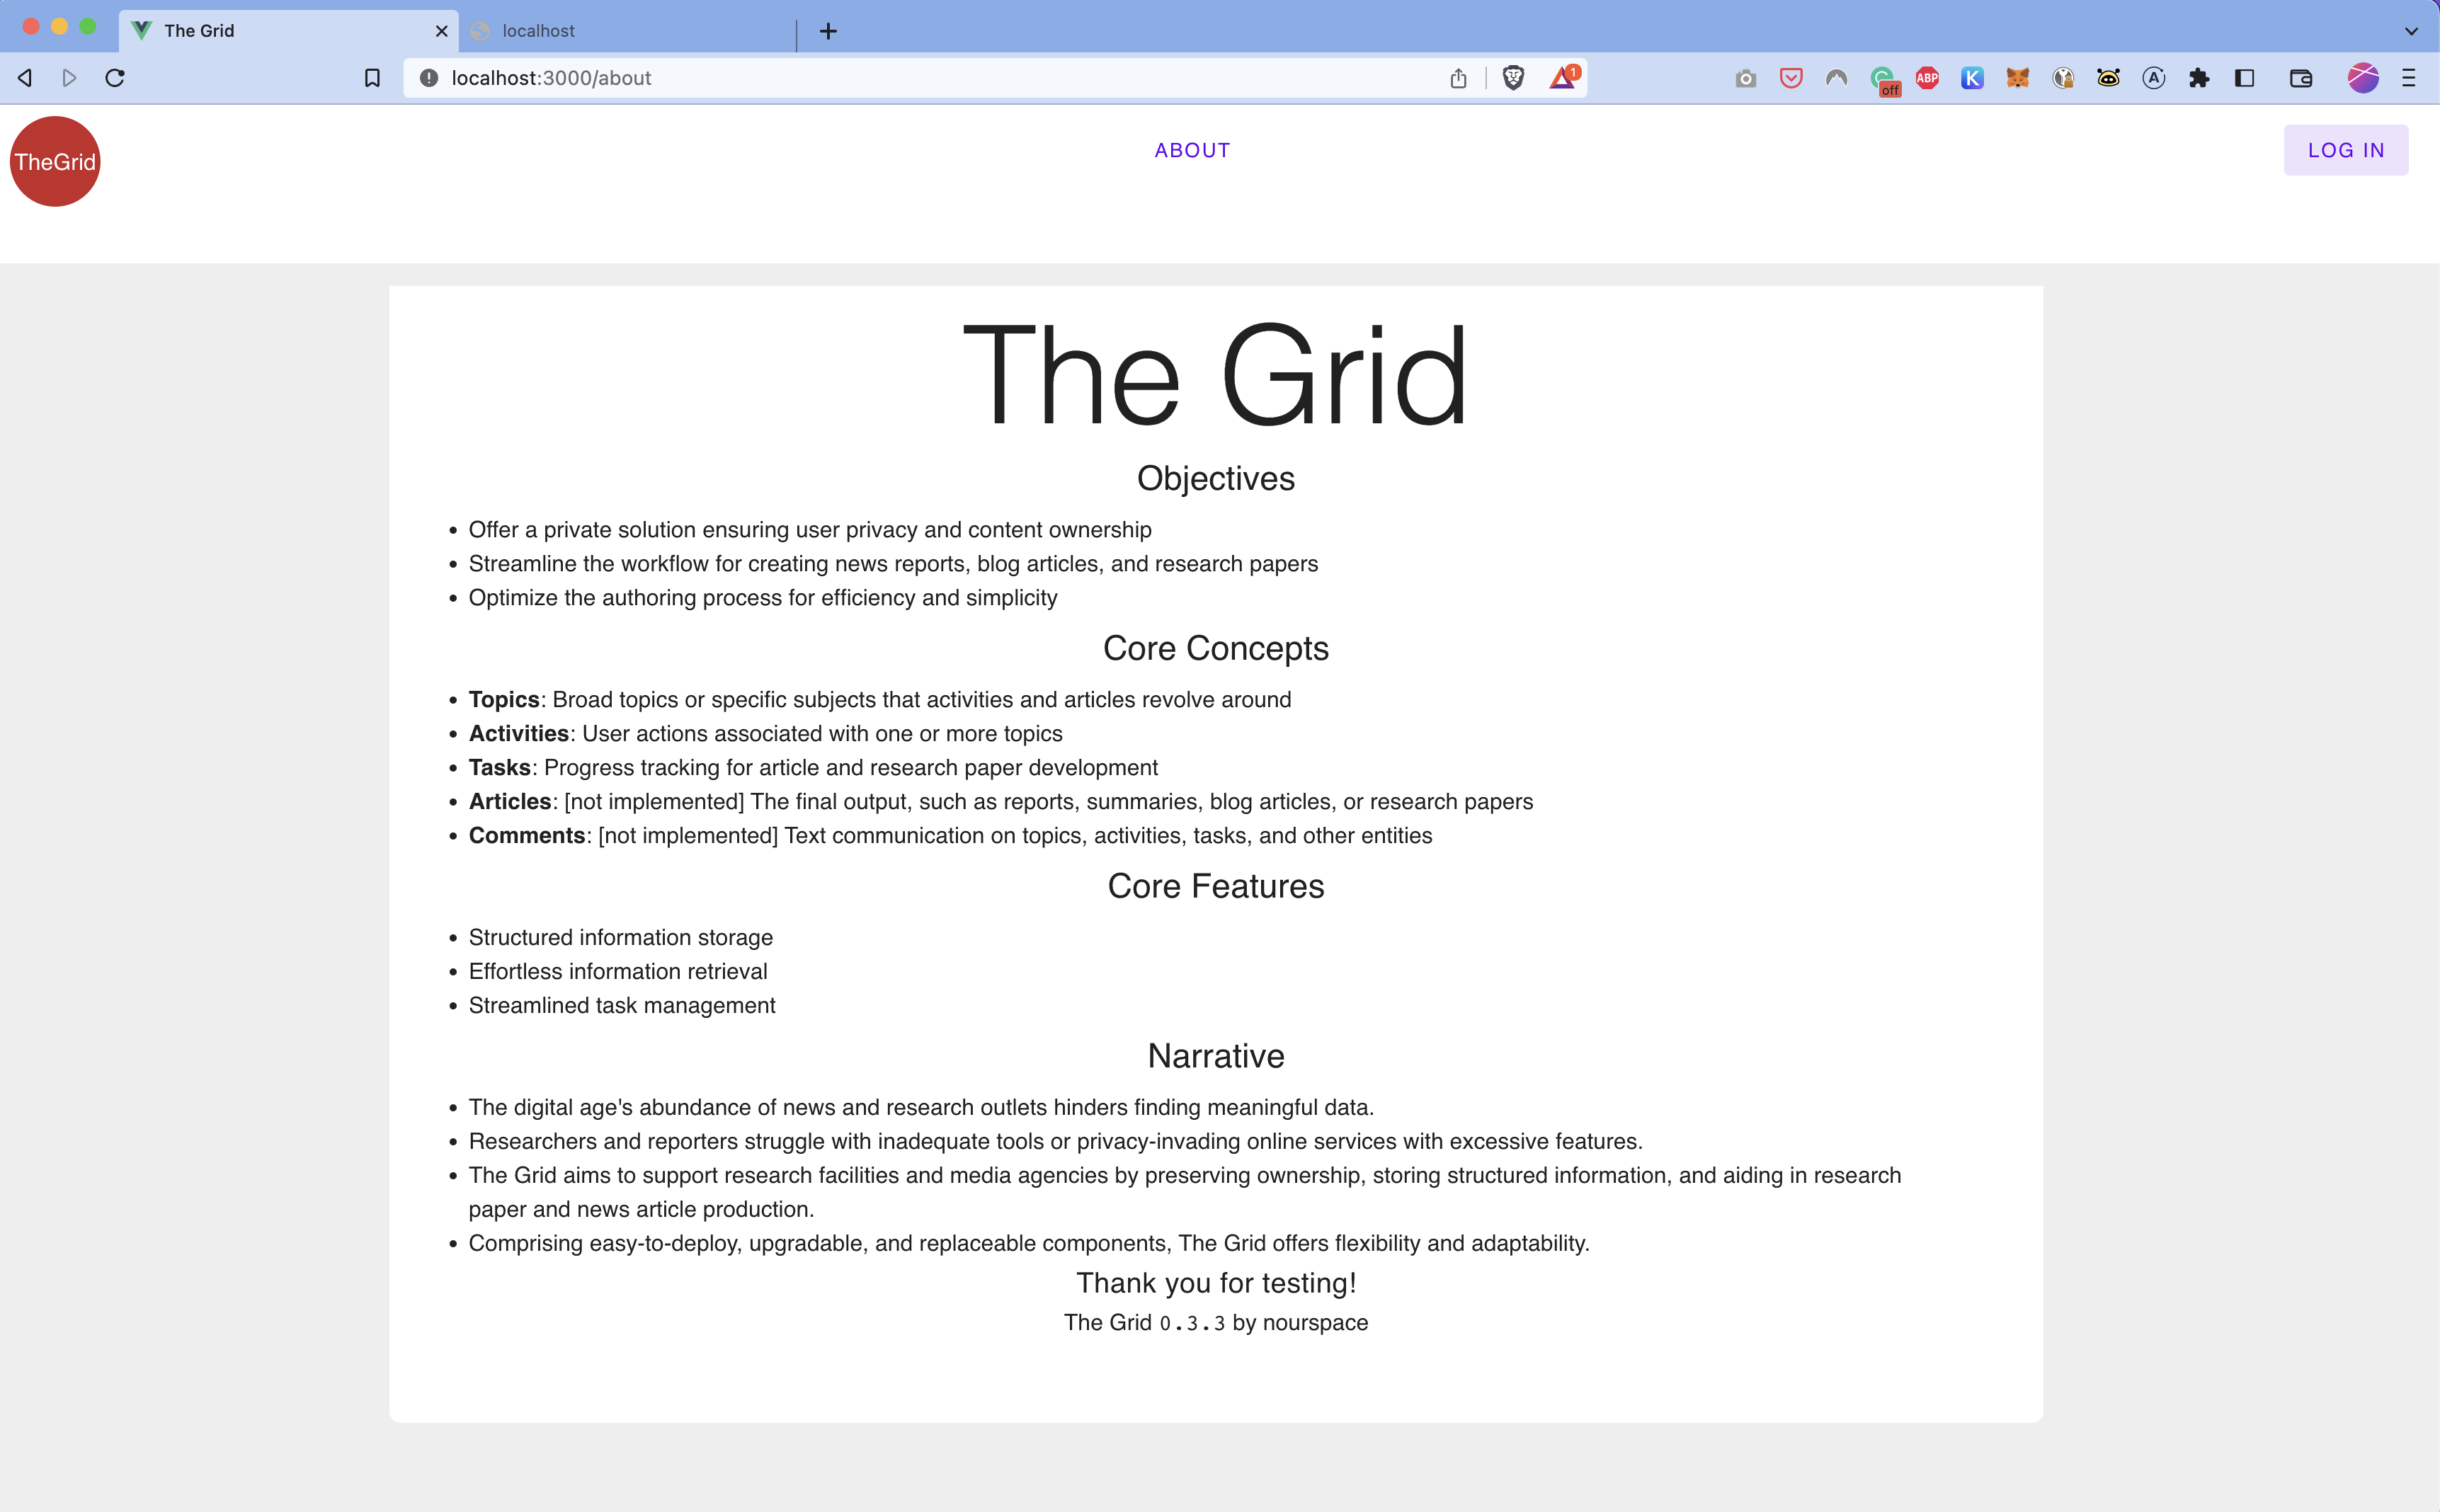 The Grid
localhost
localhost:3000/about
1
off
ABP
K
A
TheGrid
ABOUT
LOG IN
The Grid
Objectives
• Offer a private solution ensuring user privacy and content ownership
• Streamline the workflow for creating news reports, blog articles, and research papers
• Optimize the authoring process for efficiency and simplicity
Core Concepts
• Topics: Broad topics or specific subjects that activities and articles revolve around
• Activities: User actions associated with one or more topics
• Tasks: Progress tracking for article and research paper development
• Articles: [not implemented] The final output, such as reports, summaries, blog articles, or research papers
• Comments: [not implemented] Text communication on topics, activities, tasks, and other entities
Core Features
• Structured information storage
• Effortless information retrieval
• Streamlined task management
Narrative
• The digital age's abundance of news and research outlets hinders finding meaningful data.
• Researchers and reporters struggle with inadequate tools or privacy-invading online services with excessive features.
• The Grid aims to support research facilities and media agencies by preserving ownership, storing structured information, and aiding in research
paper and news article production.
• Comprising easy-to-deploy, upgradable, and replaceable components, The Grid offers flexibility and adaptability.
Thank you for testing!
The Grid 0.3.3 by nourspace